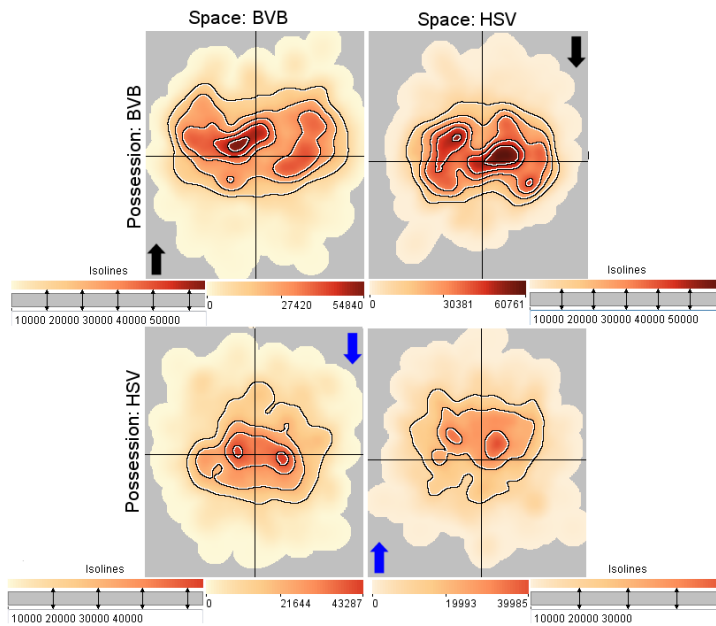 Space: BVB Space: HSV
Possession: BVB
Isolines Isolines
0 27420 54840 0 30381 60761
10000 20000 30000 40000 50000 10000 20000 30000 40000 50000
Possession: HSV
Isolines Isolines
0 21644 43287 0 19993 39985
10000 20000 30000 40000 10000 20000 30000